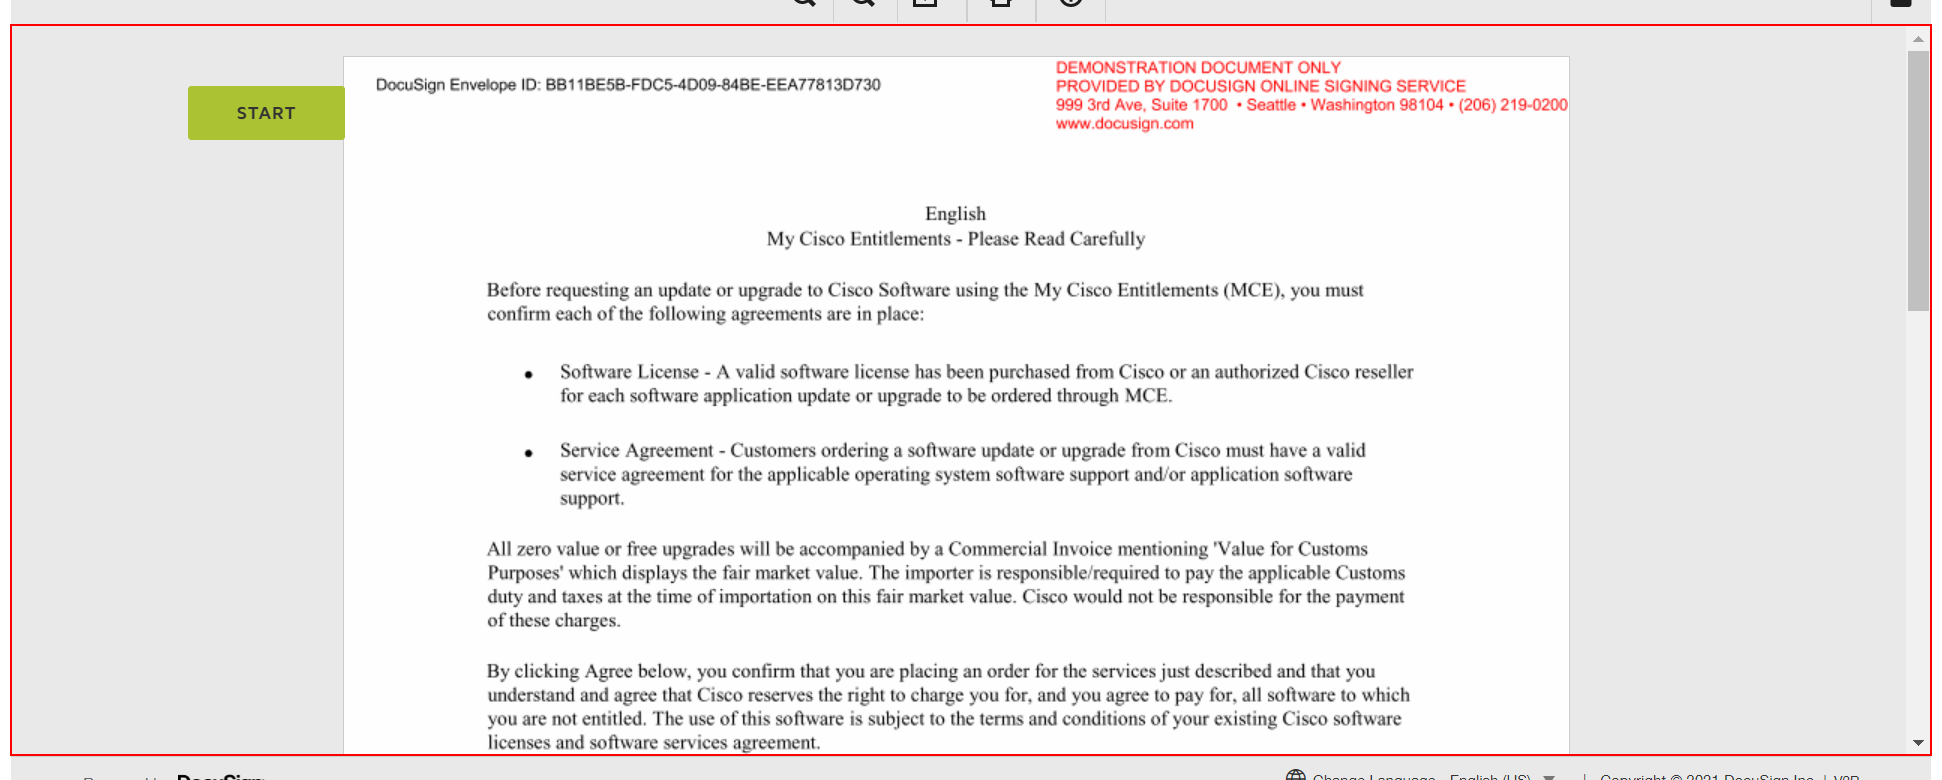 DocuSign Envelope ID: BB11BE5B-FDC5-4D09-84BE-EEA77813D730
DEMONSTRATION DOCUMENT ONLY
PROVIDED BY DOCUSIGN ONLINE SIGNING SERVICE
999 3rd Ave, Suite 1700 • Seattle • Washington 98104 • (206) 219-0200
www.docusign.com
START
English
My Cisco Entitlements - Please Read Carefully
Before requesting an update or upgrade to Cisco Software using the My Cisco Entitlements (MCE), you must
confirm each of the following agreements are in place:
• Software License - A valid software license has been purchased from Cisco or an authorized Cisco reseller
for each software application update or upgrade to be ordered through MCE.
• Service Agreement - Customers ordering a software update or upgrade from Cisco must have a valid
service agreement for the applicable operating system software support and/or application software
support.
All zero value or free upgrades will be accompanied by a Commercial Invoice mentioning 'Value for Customs
Purposes' which displays the fair market value. The importer is responsible/required to pay the applicable Customs
duty and taxes at the time of importation on this fair market value. Cisco would not be responsible for the payment
of these charges.
By clicking Agree below, you confirm that you are placing an order for the services just described and that you
understand and agree that Cisco reserves the right to charge you for, and you agree to pay for, all software to which
you are not entitled. The use of this software is subject to the terms and conditions of your existing Cisco software
licenses and software services agreement.
DocuSign Change Language - English (US) | Copyright © 2021 DocuSign Inc. | V2R